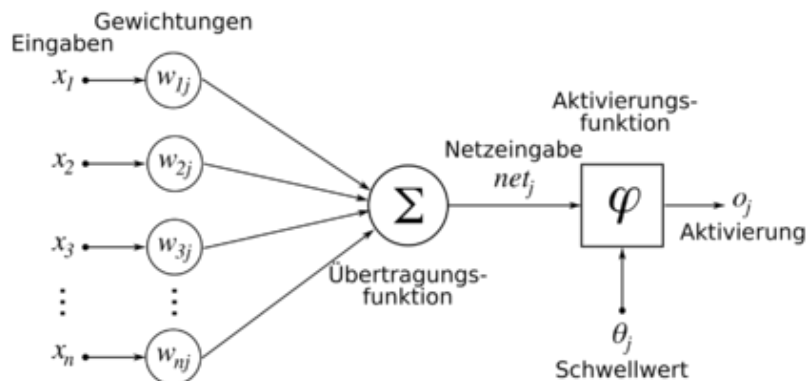 Gewichtungen
Eingaben
x1 w1j
x2 w2j
x3 w3j
⋮ ⋮
xn wnj
Σ
Übertragungs-
funktion
Netzeingabe
netj
Aktivierungs-
funktion
φ
oj
Aktivierung
θj
Schwellwert